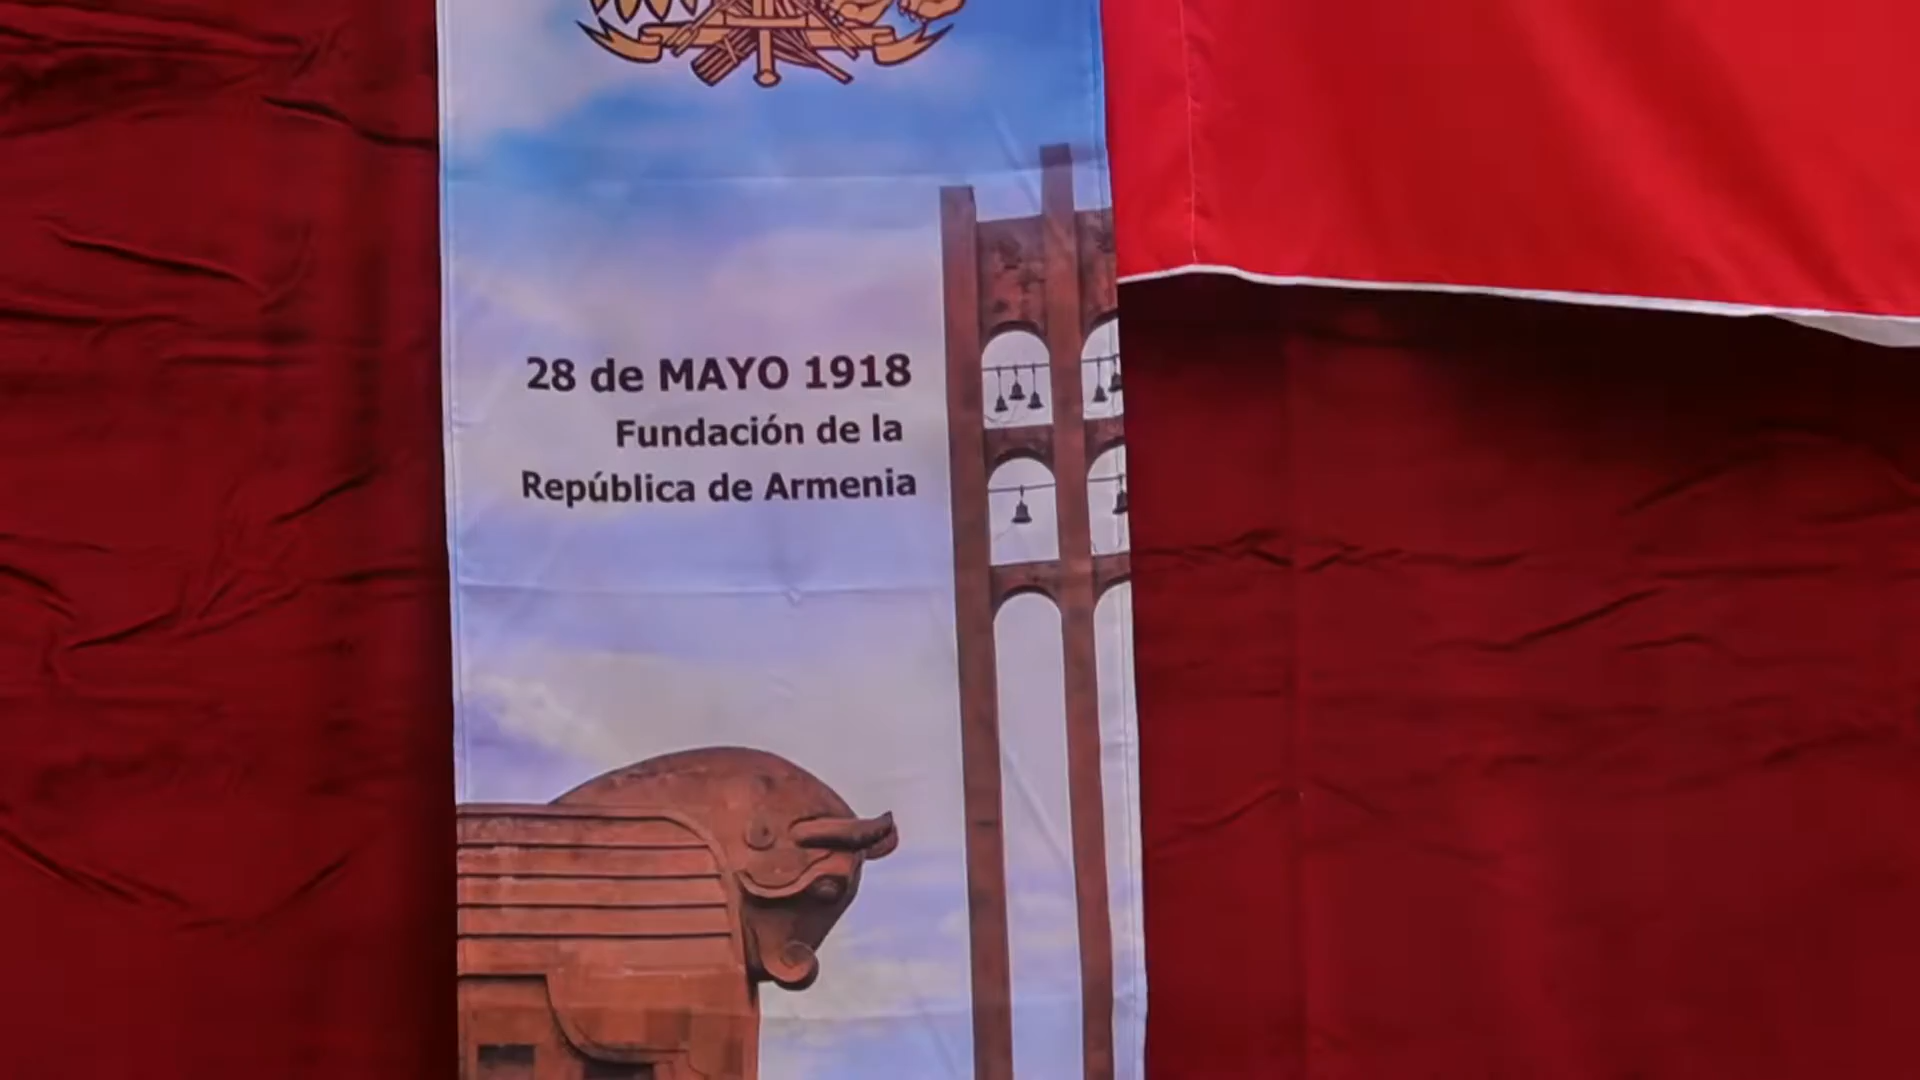 28 de MAYO 1918
Fundación de la
República de Armenia